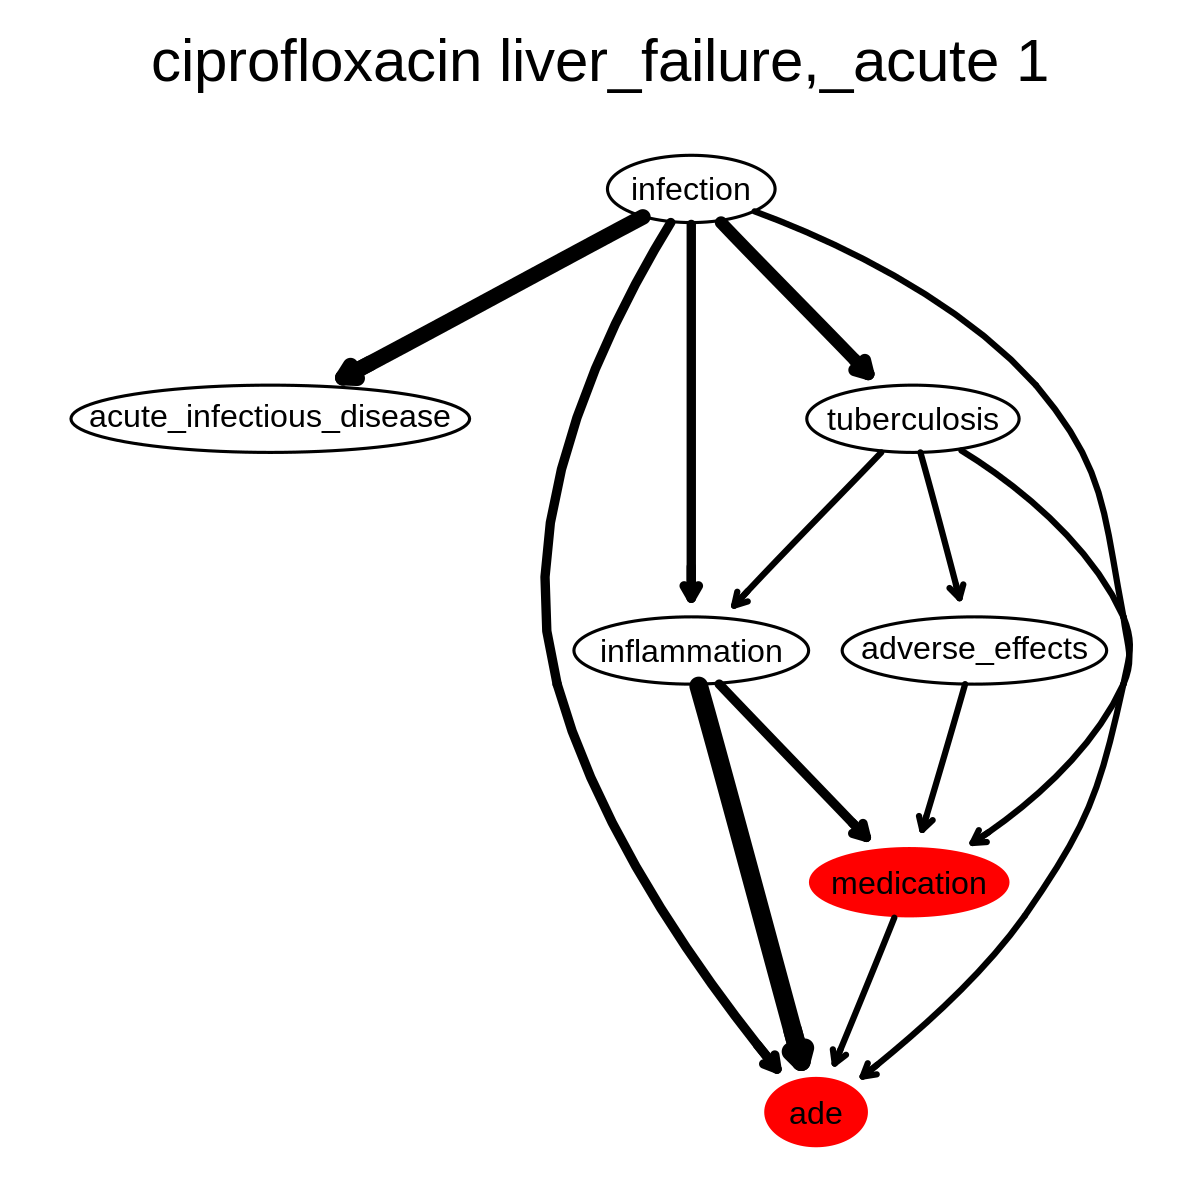 ciprofloxacin liver_failure,_acute 1
infection
acute_infectious_disease
tuberculosis
inflammation
adverse_effects
medication
ade